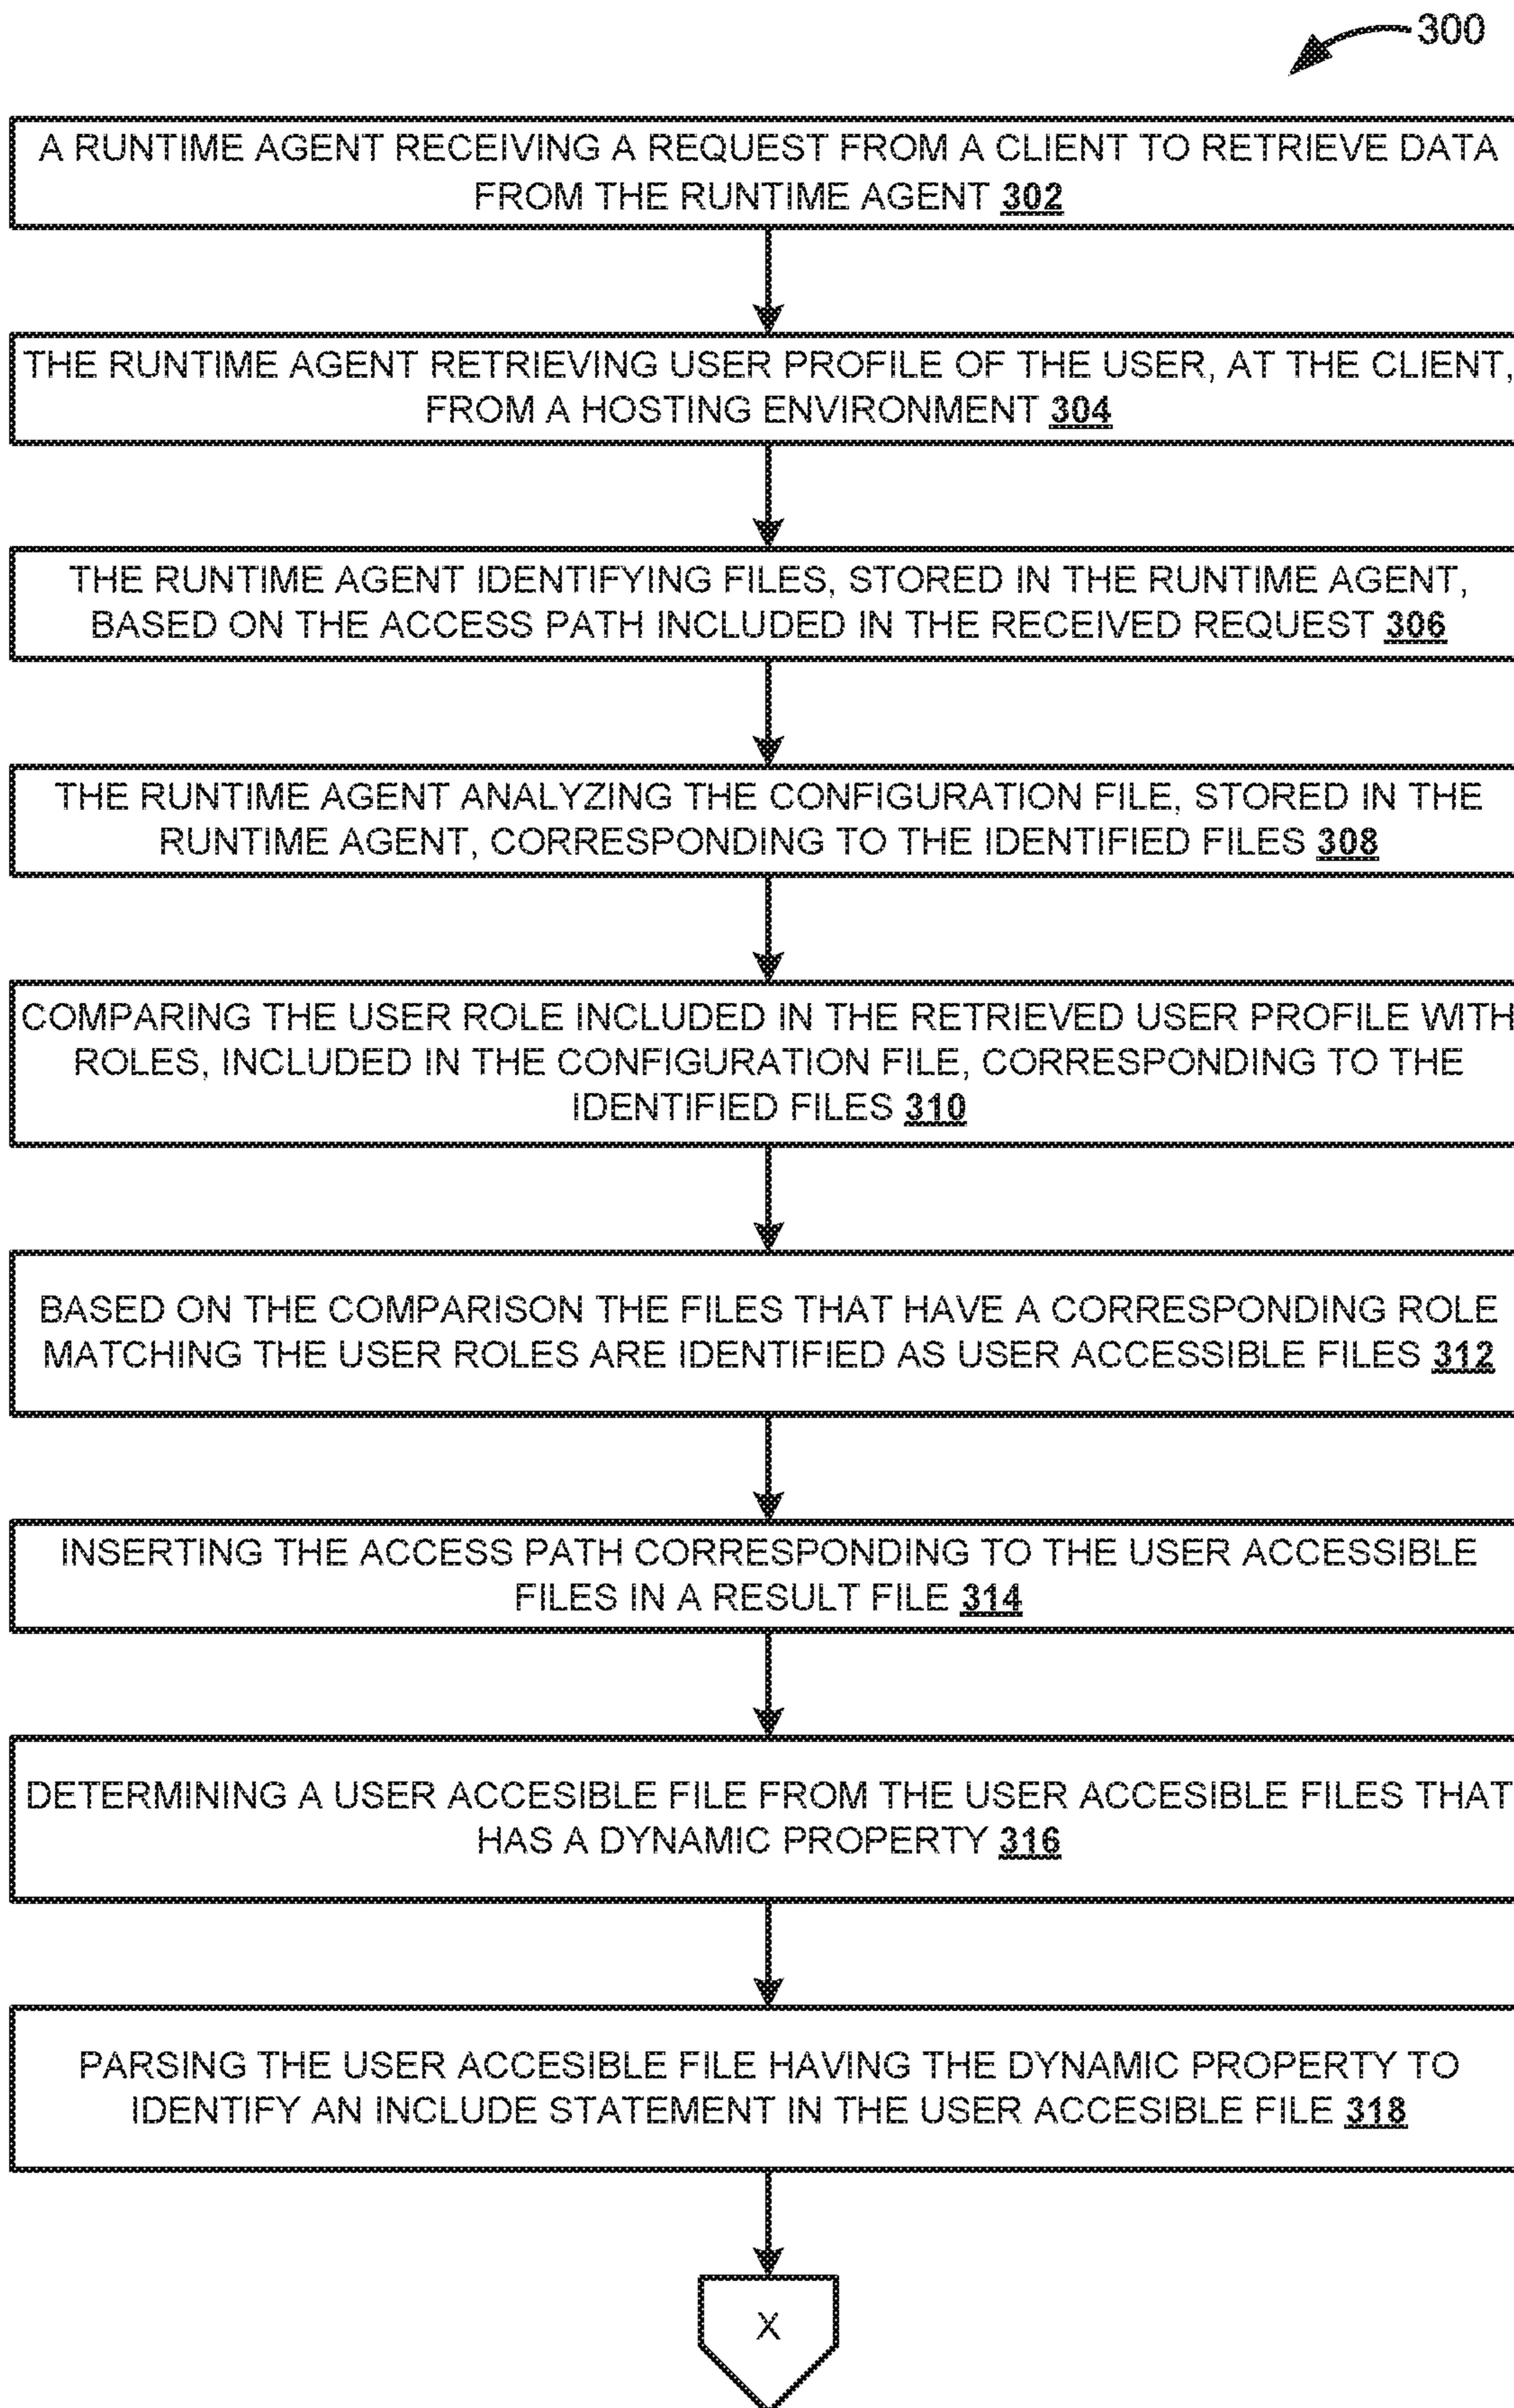 300
A RUNTIME AGENT RECEIVING A REQUEST FROM A CLIENT TO RETRIEVE DATA
FROM THE RUNTIME AGENT 302
THE RUNTIME AGENT RETRIEVING USER PROFILE OF THE USER, AT THE CLIENT,
FROM A HOSTING ENVIRONMENT 304
THE RUNTIME AGENT IDENTIFYING FILES, STORED IN THE RUNTIME AGENT,
BASED ON THE ACCESS PATH INCLUDED IN THE RECEIVED REQUEST 306
THE RUNTIME AGENT ANALYZING THE CONFIGURATION FILE, STORED IN THE
RUNTIME AGENT, CORRESPONDING TO THE IDENTIFIED FILES 308
COMPARING THE USER ROLE INCLUDED IN THE RETRIEVED USER PROFILE WITH
ROLES, INCLUDED IN THE CONFIGURATION FILE, CORRESPONDING TO THE
IDENTIFIED FILES 310
BASED ON THE COMPARISON THE FILES THAT HAVE A CORRESPONDING ROLE
MATCHING THE USER ROLES ARE IDENTIFIED AS USER ACCESSIBLE FILES 312
INSERTING THE ACCESS PATH CORRESPONDING TO THE USER ACCESSIBLE
FILES IN A RESULT FILE 314
DETERMINING A USER ACCESIBLE FILE FROM THE USER ACCESIBLE FILES THAT
HAS A DYNAMIC PROPERTY 316
PARSING THE USER ACCESIBLE FILE HAVING THE DYNAMIC PROPERTY TO
IDENTIFY AN INCLUDE STATEMENT IN THE USER ACCESIBLE FILE 318
X